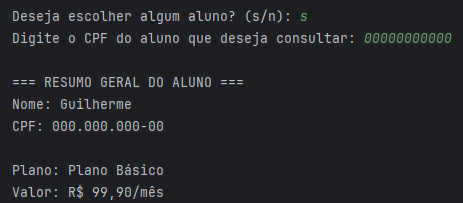 Deseja escolher algum aluno? (s/n): s
Digite o CPF do aluno que deseja consultar: 00000000000
=== RESUMO GERAL DO ALUNO ===
Nome: Guilherme
CPF: 000.000.000-00
Plano: Plano Básico
Valor: R$ 99,90/mês